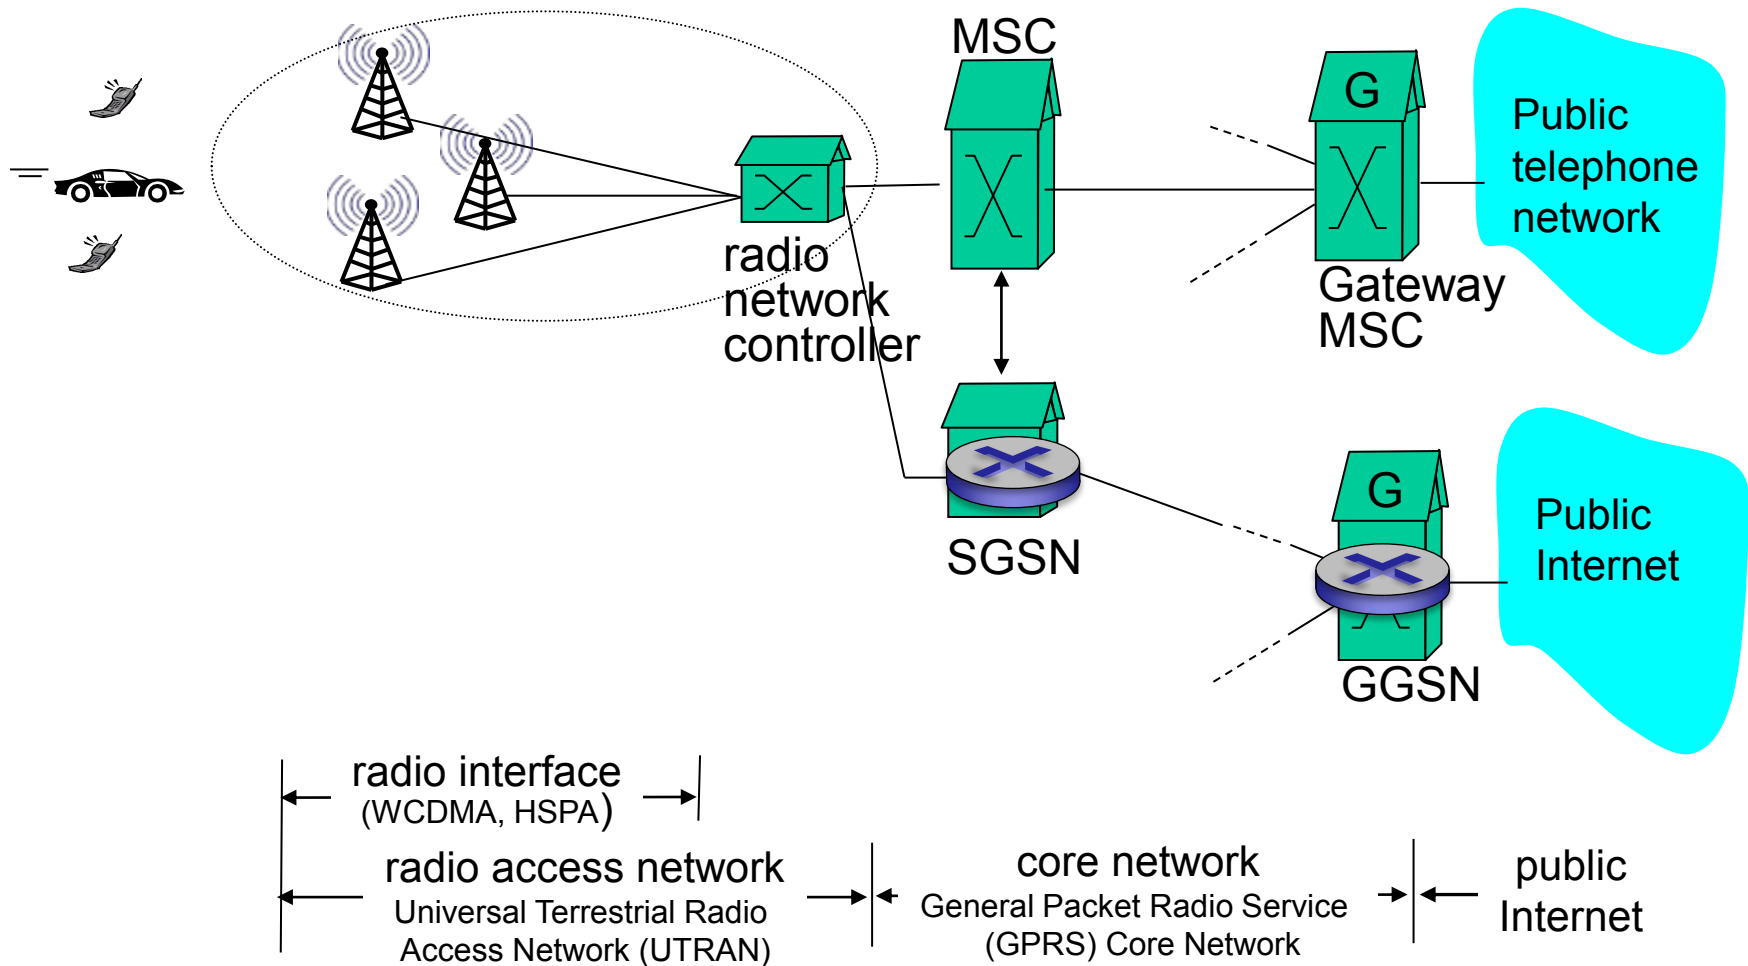 MSC
G
Public
telephone
network
radio
network
controller
Gateway
MSC
G
Public
Internet
SGSN
GGSN
radio interface
(WCDMA, HSPA)
radio access network
Universal Terrestrial Radio
Access Network (UTRAN)
core network
General Packet Radio Service
(GPRS) Core Network
public
Internet